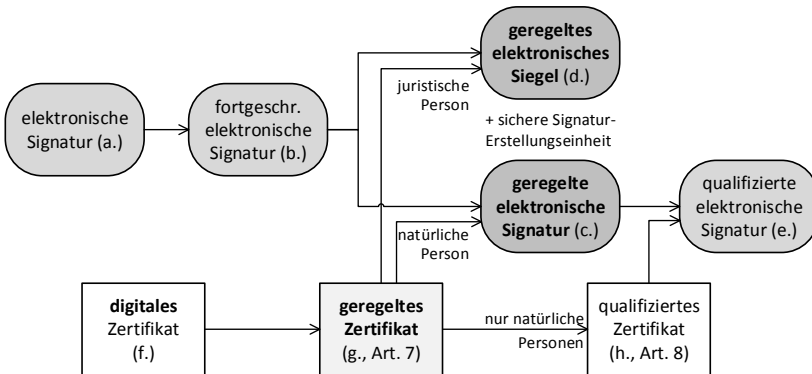 geregeltes
elektronisches
Siegel (d.)
juristische
Person
+ sichere Signatur-
Erstellungseinheit
elektronische
Signatur (a.)
fortgeschr.
elektronische
Signatur (b.)
geregelte
elektronische
Signatur (c.)
qualifizierte
elektronische
Signatur (e.)
natürliche
Person
digitales
Zertifikat
(f.)
geregeltes
Zertifikat
(g., Art. 7)
nur natürliche
Personen
qualifiziertes
Zertifikat
(h., Art. 8)